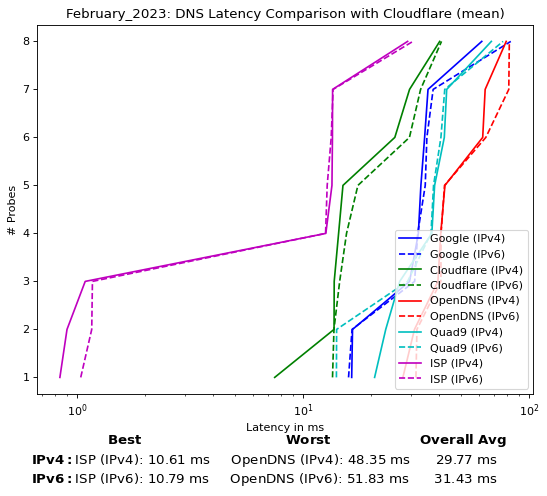 February_2023: DNS Latency Comparison with Cloudflare (mean)
8
7
6
5
4
3
2
1
# Probes
Google (IPv4)
Google (IPv6)
Cloudflare (IPv4)
Cloudflare (IPv6)
OpenDNS (IPv4)
OpenDNS (IPv6)
Quad9 (IPv4)
Quad9 (IPv6)
ISP (IPv4)
ISP (IPv6)
10⁰ 10¹ 10²
Latency in ms
Best Worst Overall Avg
IPv4: ISP (IPv4): 10.61 ms OpenDNS (IPv4): 48.35 ms 29.77 ms
IPv6: ISP (IPv6): 10.79 ms OpenDNS (IPv6): 51.83 ms 31.43 ms